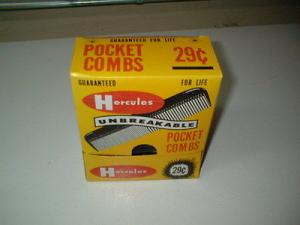 GUARANTEED FOR LIFE
POCKET COMBS 29¢
GUARANTEED FOR LIFE
Hercules
UNBREAKABLE
POCKET COMBS
Hercules
29¢